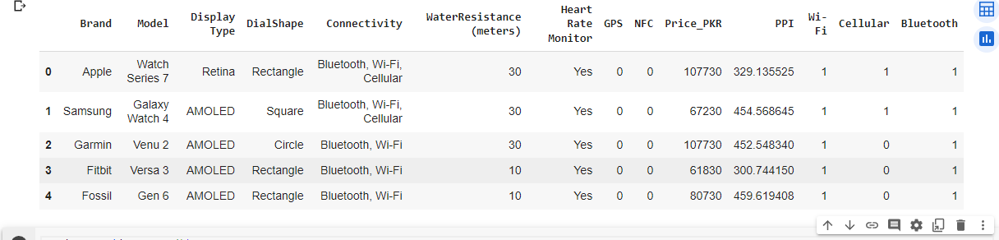 Brand Model Display Type DialShape Connectivity WaterResistance (meters) Heart Rate Monitor GPS NFC Price_PKR PPI Wi-Fi Cellular Bluetooth
0 Apple Watch Series 7 Retina Rectangle Bluetooth, Wi-Fi, Cellular 30 Yes 0 0 107730 329.135525 1 1 1
1 Samsung Galaxy Watch 4 AMOLED Square Bluetooth, Wi-Fi, Cellular 30 Yes 0 0 67230 454.568645 1 1 1
2 Garmin Venu 2 AMOLED Circle Bluetooth, Wi-Fi 30 Yes 0 0 107730 452.548340 1 0 1
3 Fitbit Versa 3 AMOLED Rectangle Bluetooth, Wi-Fi 10 Yes 0 0 61830 300.744150 1 0 1
4 Fossil Gen 6 AMOLED Rectangle Bluetooth, Wi-Fi 10 Yes 0 0 80730 459.619408 1 0 1